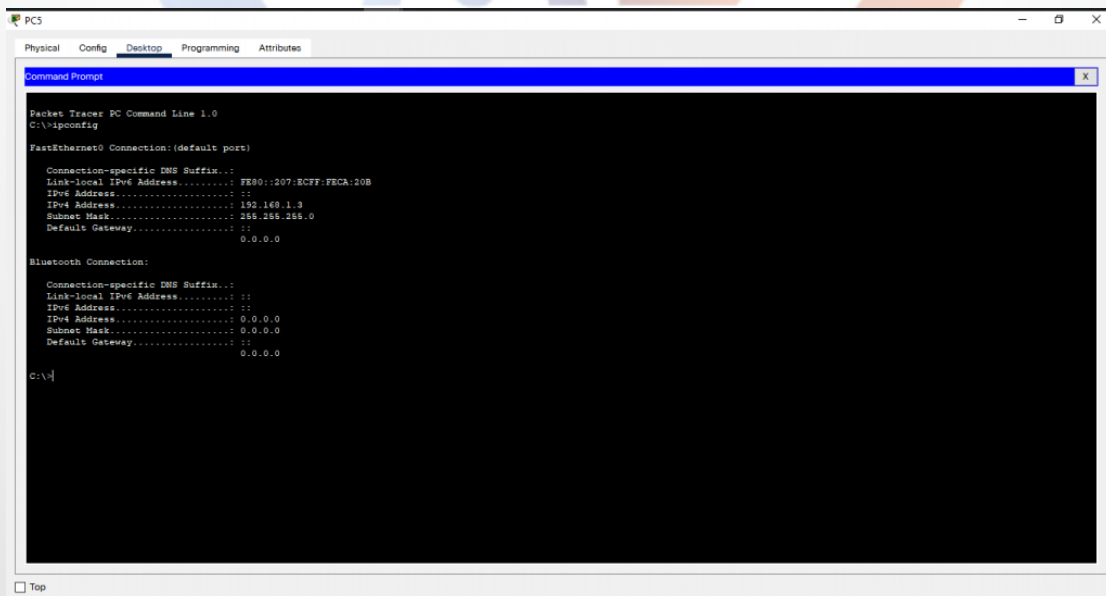 PC5
Physical Config Desktop Programming Attributes
Command Prompt X
Packet Tracer PC Command Line 1.0
C:\>ipconfig
FastEthernet0 Connection:(default port)
Connection-specific DNS Suffix..:
Link-local IPv6 Address.........: FE80::207:ECFF:FECA:20B
IPv6 Address....................: ::
IPv4 Address....................: 192.168.1.3
Subnet Mask.....................: 255.255.255.0
Default Gateway.................: ::
0.0.0.0
Bluetooth Connection:
Connection-specific DNS Suffix..:
Link-local IPv6 Address.........: ::
IPv6 Address....................: ::
IPv4 Address....................: 0.0.0.0
Subnet Mask.....................: 0.0.0.0
Default Gateway.................: ::
0.0.0.0
C:\>
Top